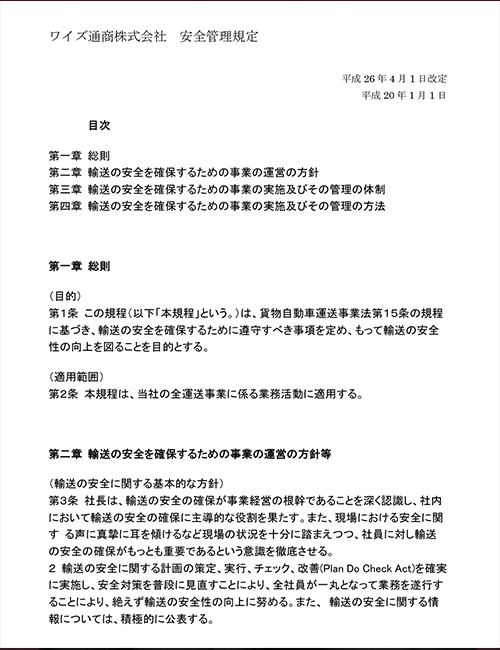 ワイズ通商株式会社　安全管理規定
平成 26 年 4 月 1 日改定
平成 20 年 1 月 1 日
目次
第一章 総則
第二章 輸送の安全を確保するための事業の運営の方針
第三章 輸送の安全を確保するための事業の実施及びその管理の体制
第四章 輸送の安全を確保するための事業の実施及びその管理の方法
第一章 総則
（目的）
第１条 この規程（以下「本規程」という。）は、貨物自動車運送事業法第１５条の規程
に基づき、輸送の安全を確保するために遵守すべき事項を定め、もって輸送の安全
性の向上を図ることを目的とする。
（適用範囲）
第２条 本規程は、当社の全運送事業に係る業務活動に適用する。
第二章 輸送の安全を確保するための事業の運営の方針等
（輸送の安全に関する基本的な方針）
第３条 社長は、輸送の安全の確保が事業経営の根幹であることを深く認識し、社内
において輸送の安全の確保に主導的な役割を果たす。また、現場における安全に関
す る声に真摯に耳を傾けるなど現場の状況を十分に踏まえつつ、社員に対し輸送
の安全の確保がもっとも重要であるという意識を徹底させる。
２ 輸送の安全に関する計画の策定、実行、チェック、改善(Plan Do Check Act)を確実
に実施し、安全対策を普段に見直すことにより、全社員が一丸となって業務を遂行す
ることにより、絶えず輸送の安全性の向上に努める。また、 輸送の安全に関する情
報については、積極的に公表する。